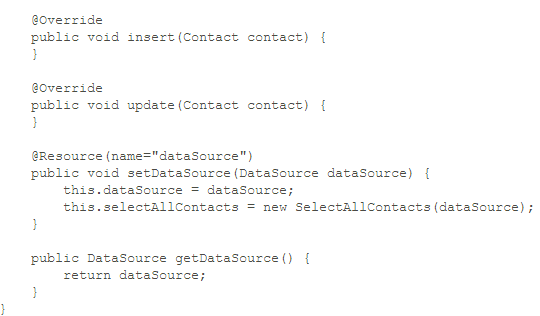 @Override
public void insert(Contact contact) {
}
@Override
public void update(Contact contact) {
}
@Resource(name="dataSource")
public void setDataSource(DataSource dataSource) {
this.dataSource = dataSource;
this.selectAllContacts = new SelectAllContacts(dataSource);
}
public DataSource getDataSource() {
return dataSource;
}
}